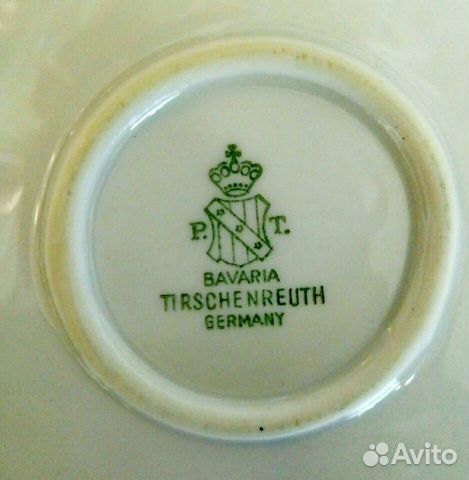 P. T.
BAVARIA
TIRSCHENREUTH
GERMANY
Avito